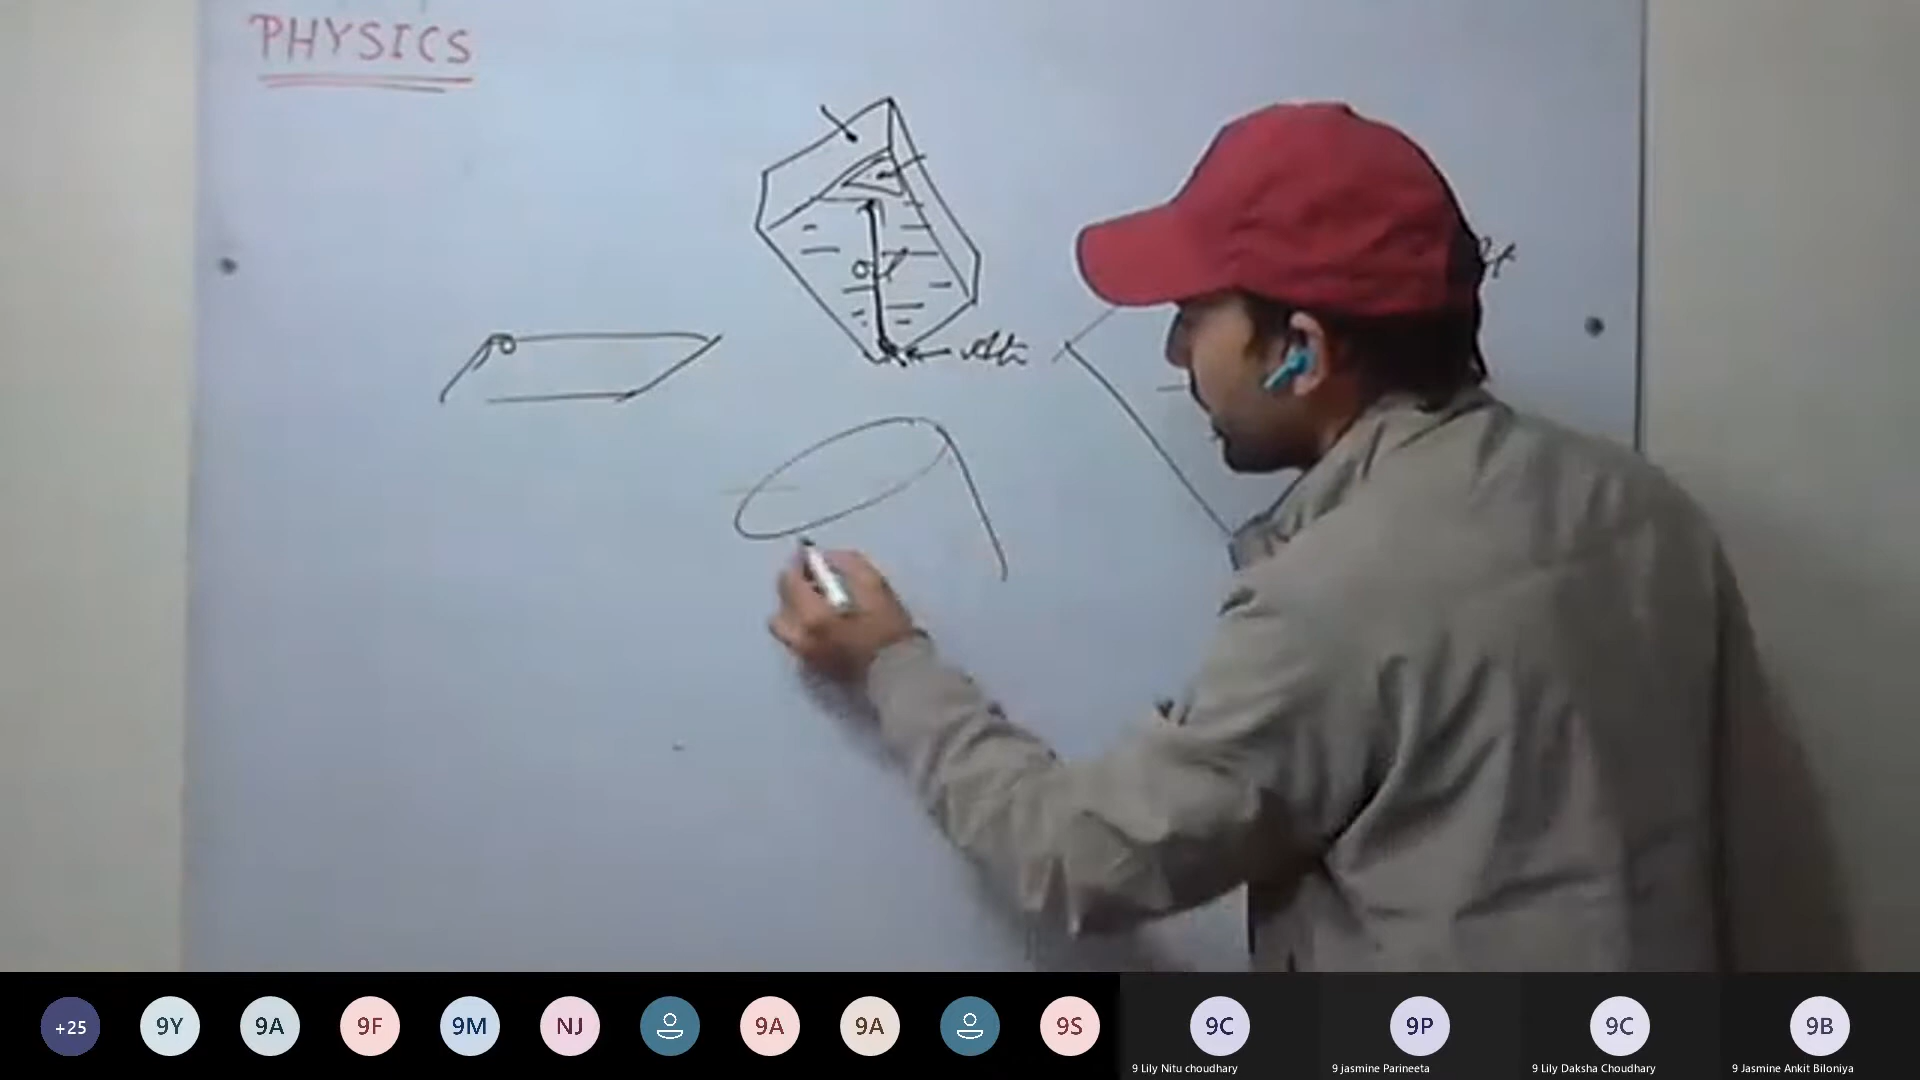 PHYSICS
oil
+25
9Y
9A
9F
9M
NJ
9A
9A
9S
9C
9P
9C
9B
9 Lily Nitu choudhary
9 jasmine Parineeta
9 Lily Daksha Choudhary
9 Jasmine Ankit Biloniya